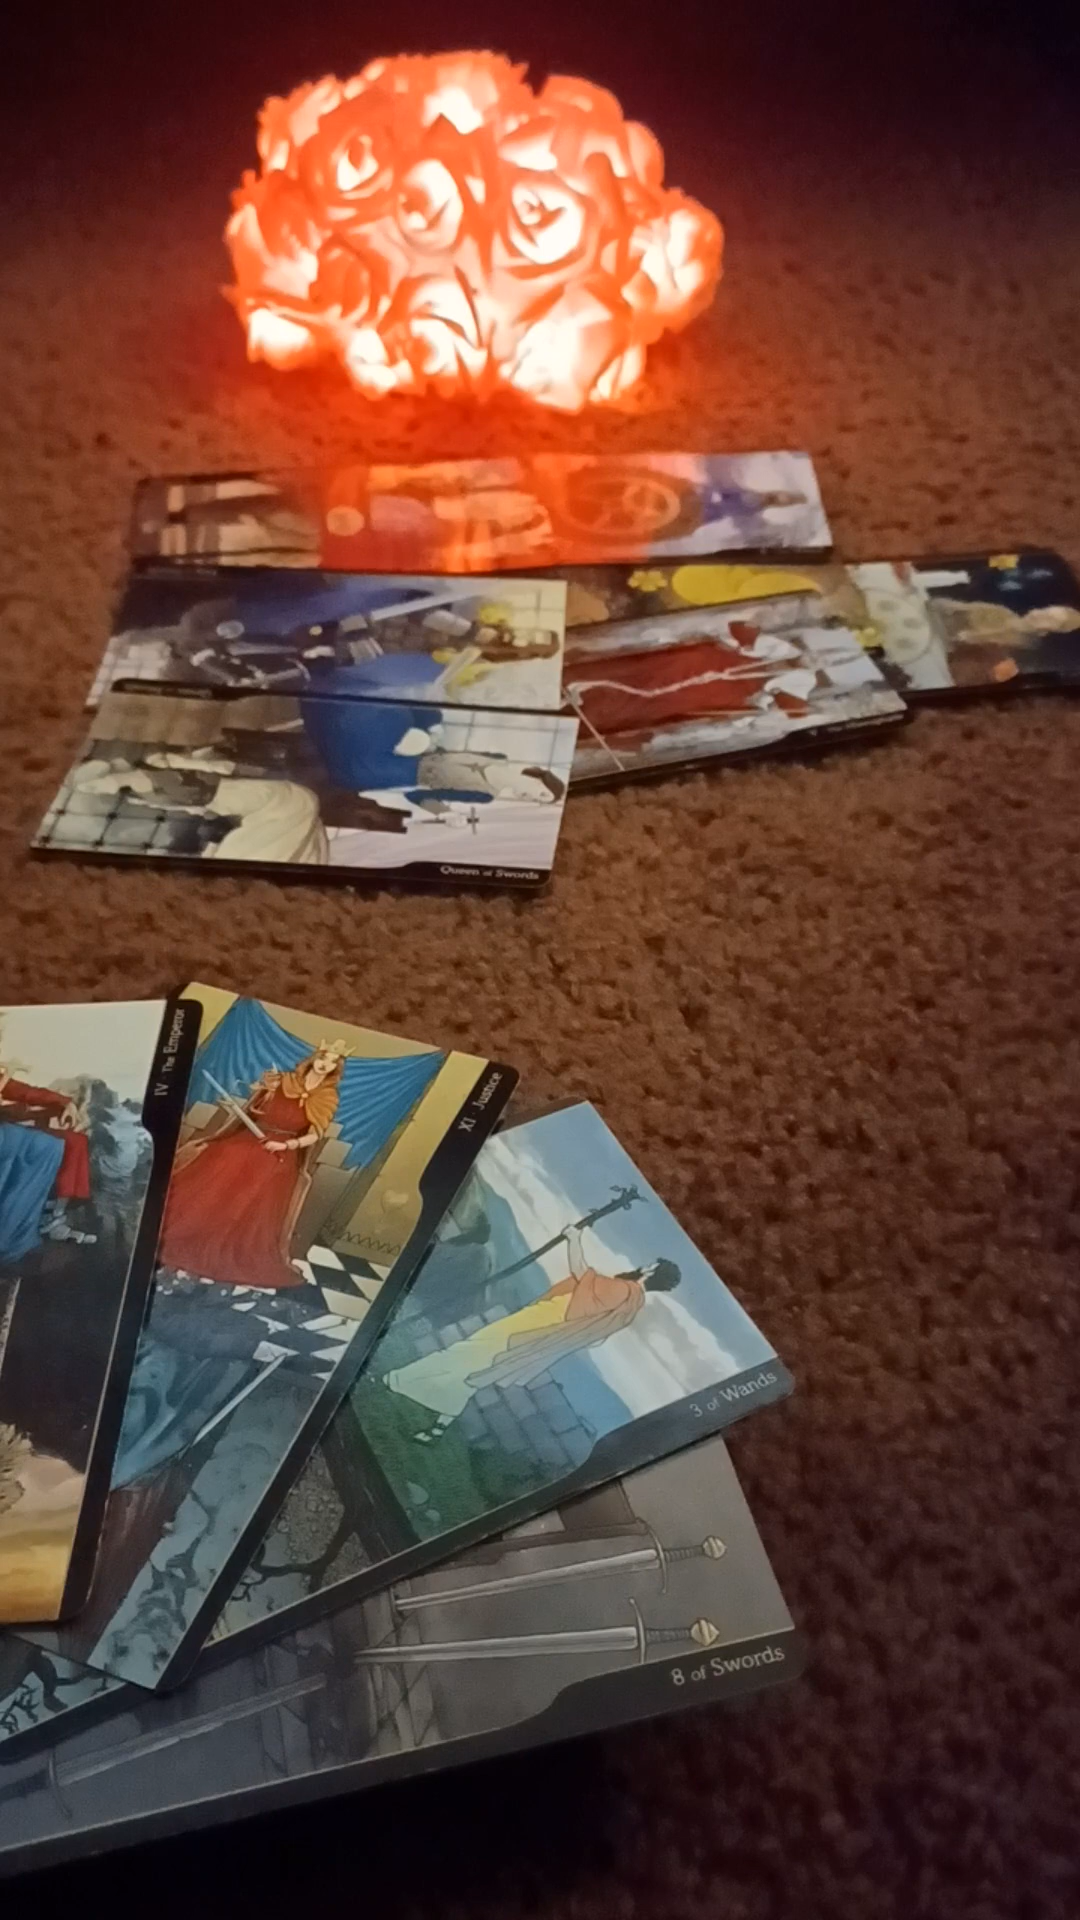 Queen of Swords
IV The Emperor
XI Justice
3 of Wands
8 of Swords